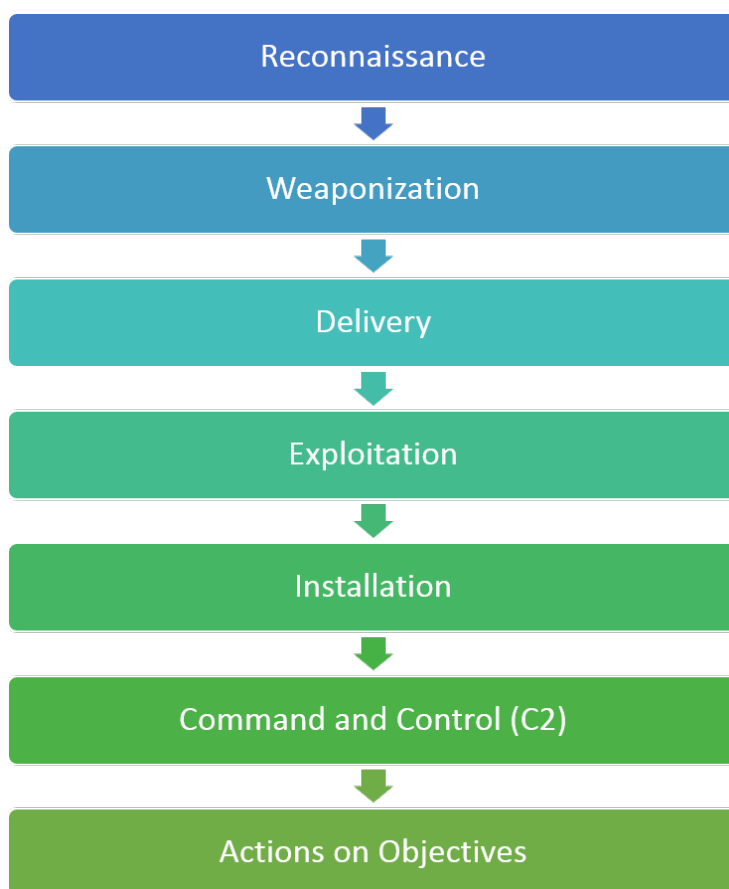 Reconnaissance
Weaponization
Delivery
Exploitation
Installation
Command and Control (C2)
Actions on Objectives